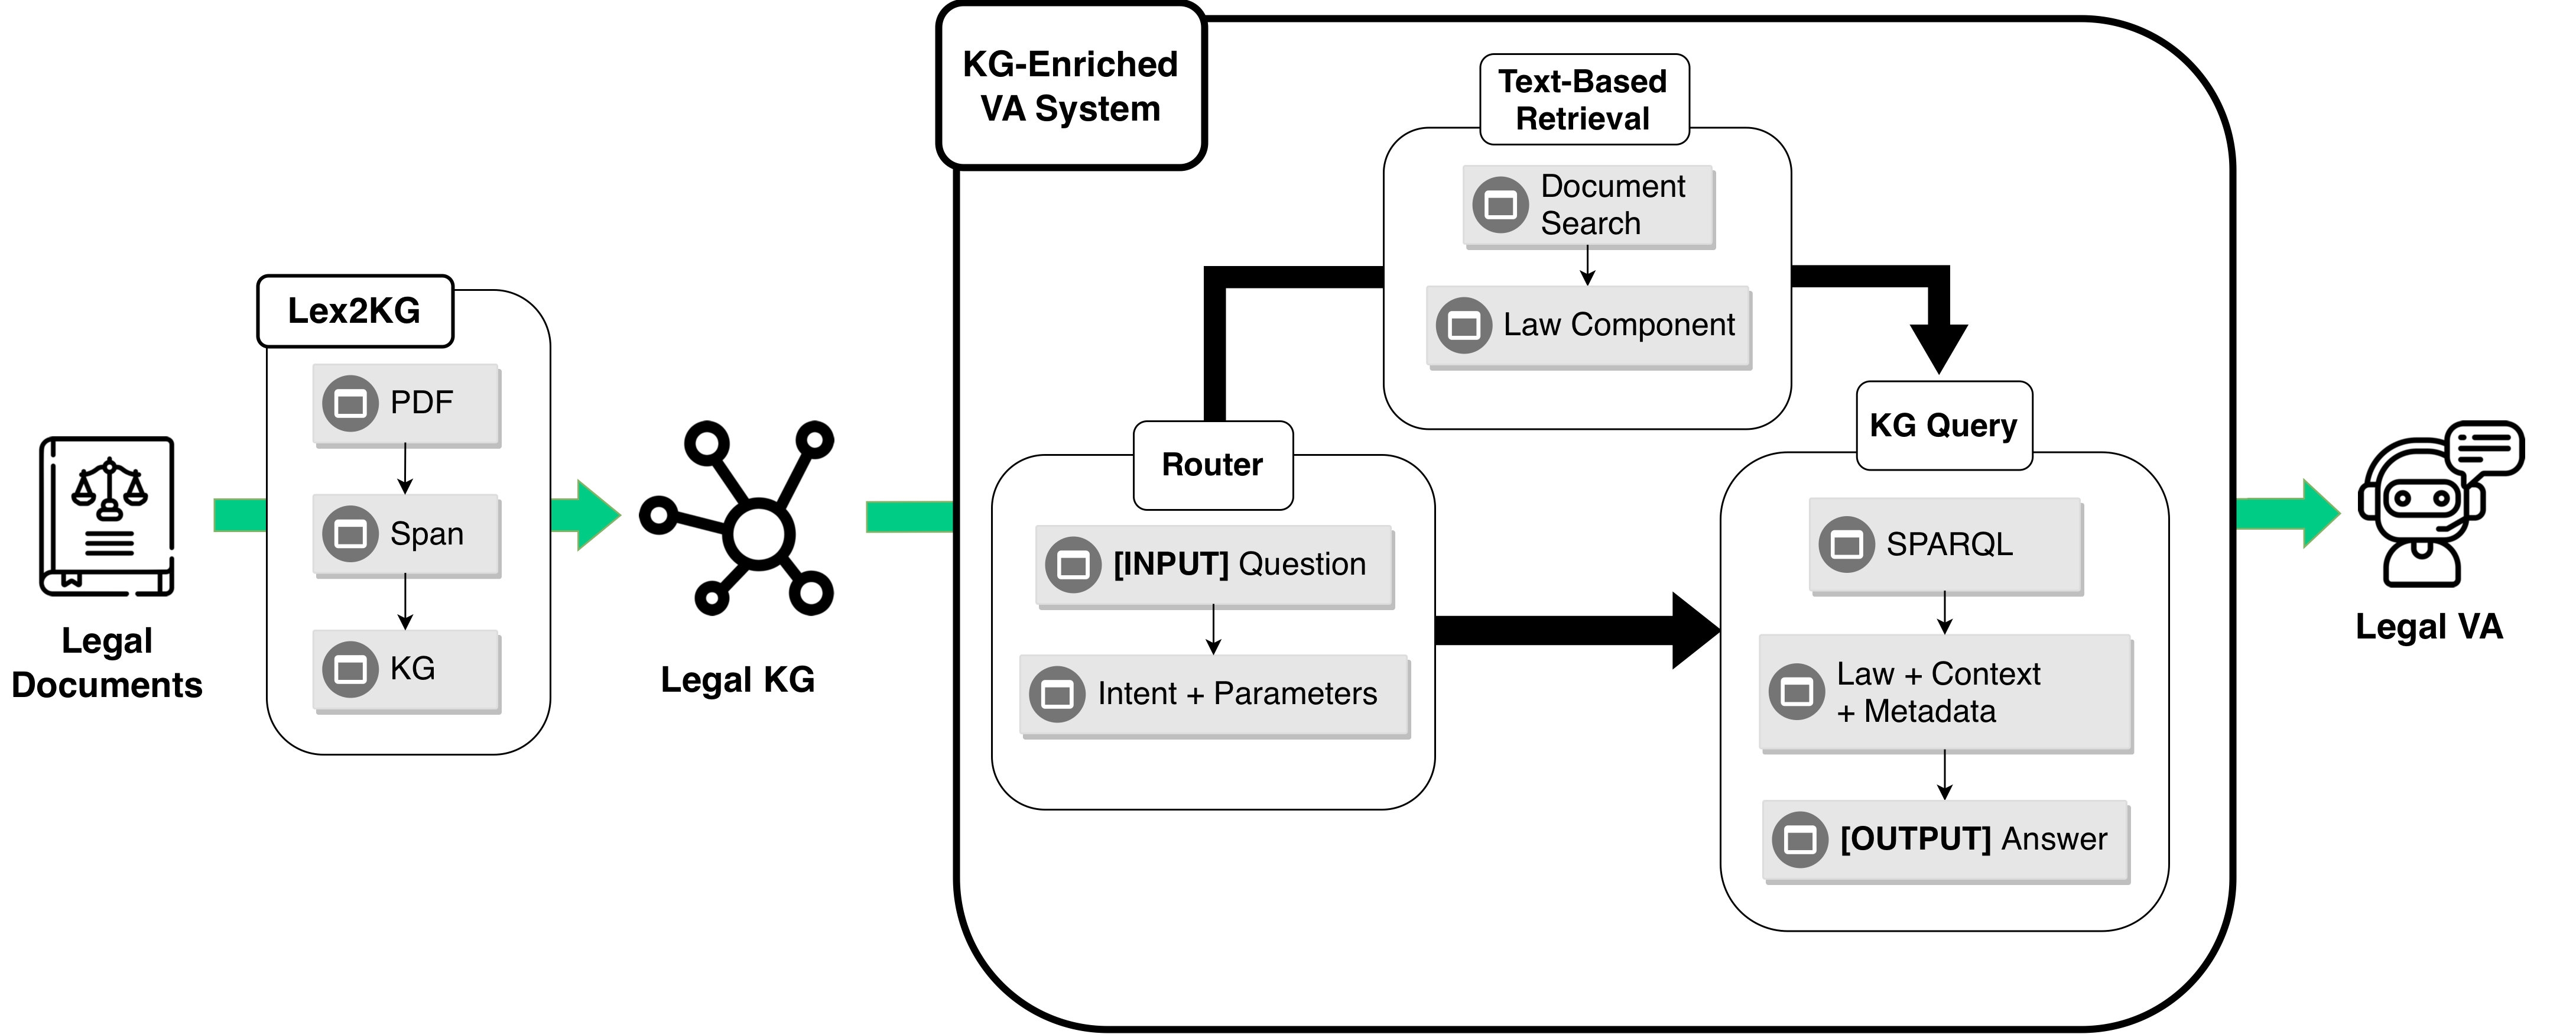 Legal
Documents
Lex2KG
PDF
Span
KG
Legal KG
KG-Enriched
VA System
Router
[INPUT] Question
Intent + Parameters
Text-Based
Retrieval
Document
Search
Law Component
KG Query
SPARQL
Law + Context
+ Metadata
[OUTPUT] Answer
Legal VA